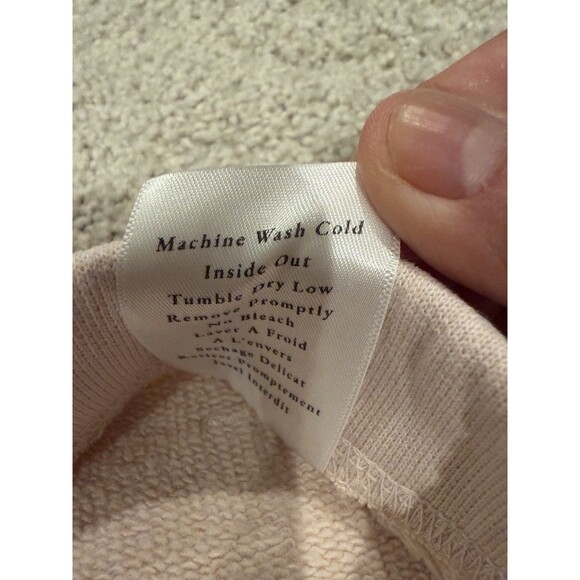 Machine Wash Cold
Inside Out
Tumble Dry Low
Remove Promptly
No Bleach
Laver A Froid
A L'envers
Sechage Delicat
Retirer Promptement
Javel Interdit